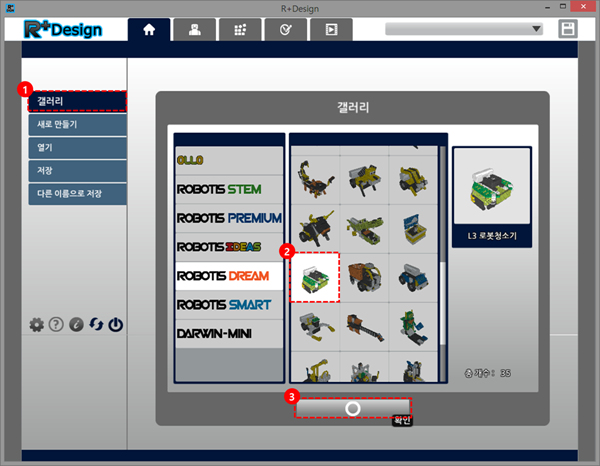 R+Design
R+Design
1
갤러리
새로 만들기
열기
저장
다른 이름으로 저장
갤러리
OLLO
ROBOTIS STEM
ROBOTIS PREMIUM
ROBOTIS IDEAS
ROBOTIS DREAM
ROBOTIS SMART
DARWIN-MINI
2
L3 로봇청소기
총 개수 : 35
3
확인